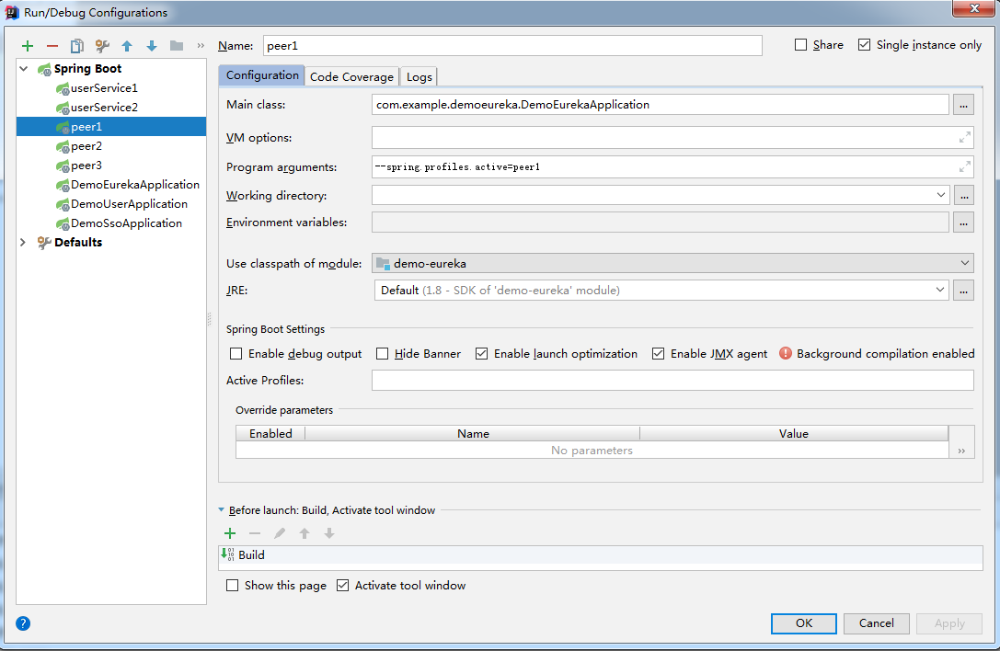 Run/Debug Configurations
Name: peer1
Share
Single instance only
Spring Boot
userService1
userService2
peer1
peer2
peer3
DemoEurekaApplication
DemoUserApplication
DemoSsoApplication
Defaults
Configuration Code Coverage Logs
Main class: com.example.demoeureka.DemoEurekaApplication ...
VM options:
Program arguments: --spring.profiles.active=peer1
Working directory: ...
Environment variables: ...
Use classpath of module: demo-eureka
JRE: Default (1.8 - SDK of 'demo-eureka' module) ...
Spring Boot Settings
Enable debug output Hide Banner Enable launch optimization Enable JMX agent Background compilation enabled
Active Profiles:
Override parameters
Enabled Name Value
No parameters
Before launch: Build, Activate tool window
Build
Show this page Activate tool window
OK Cancel Apply